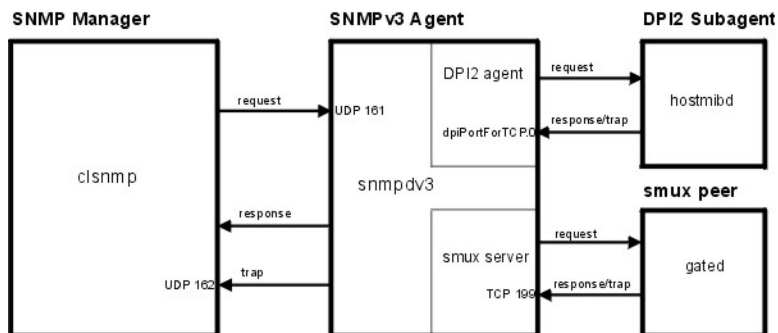 SNMP Manager
SNMPv3 Agent
DPI2 Subagent
DPI2 agent
request
hostmibd
request
UDP 161
response/trap
dpiPortForTCP.0
clsnmp
snmpdv3
smux peer
response
request
smux server
gated
trap
UDP 162
response/trap
TCP 199